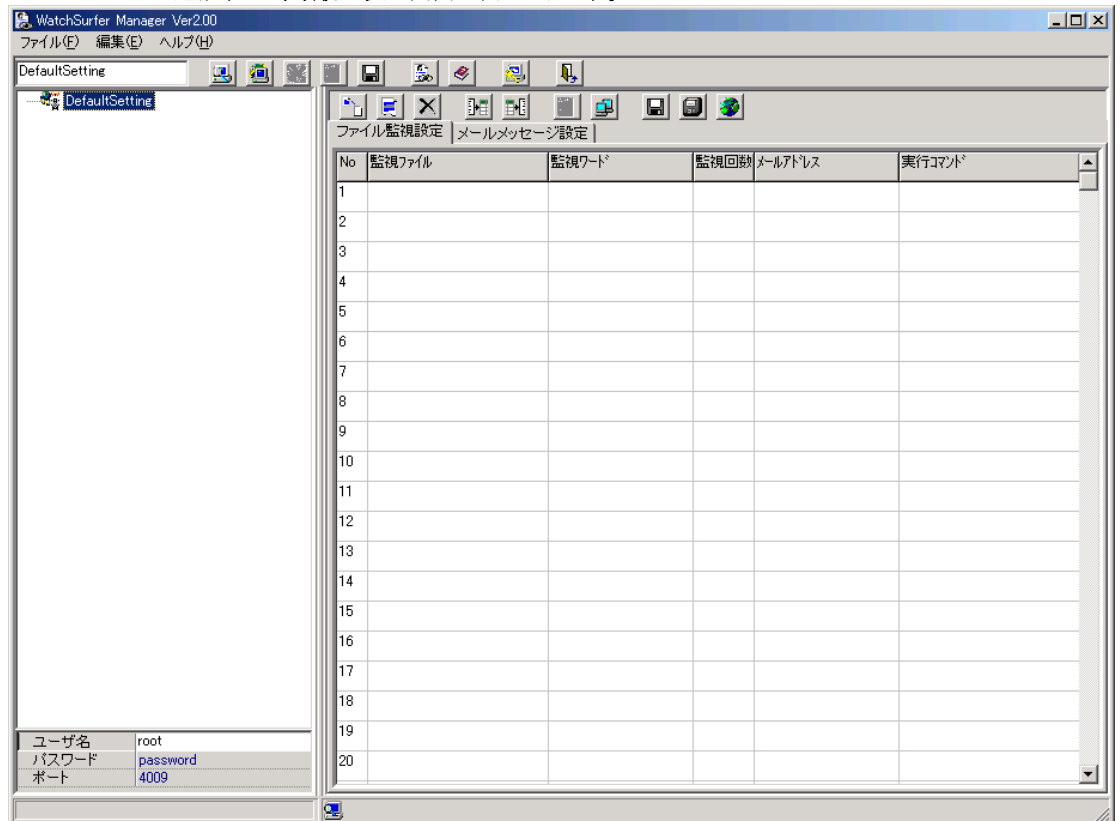 WatchSurfer Manager Ver2.00
ファイル(F) 編集(E) ヘルプ(H)
DefaultSetting
DefaultSetting
ファイル監視設定 メールメッセージ設定
No 監視ファイル 監視ワード 監視回数 メールアドレス 実行コマンド
1
2
3
4
5
6
7
8
9
10
11
12
13
14
15
16
17
18
19
20
ユーザ名 root
パスワード password
ポート 4009